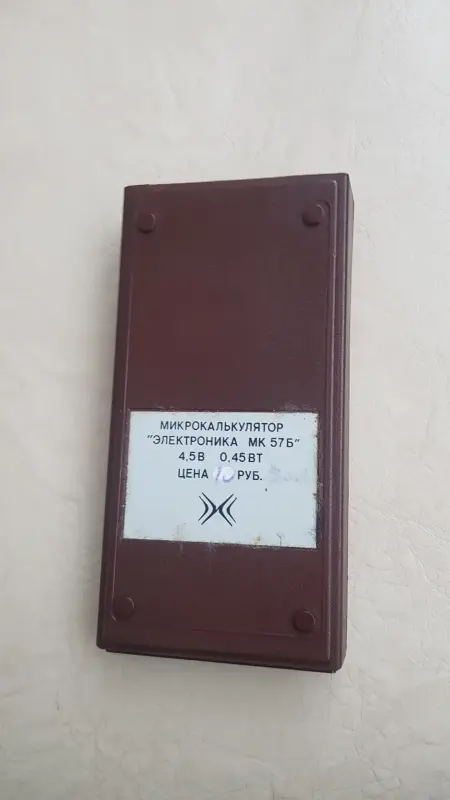 МИКРОКАЛЬКУЛЯТОР
"ЭЛЕКТРОНИКА МК 57Б"
4,5В 0,45ВТ
ЦЕНА РУБ.